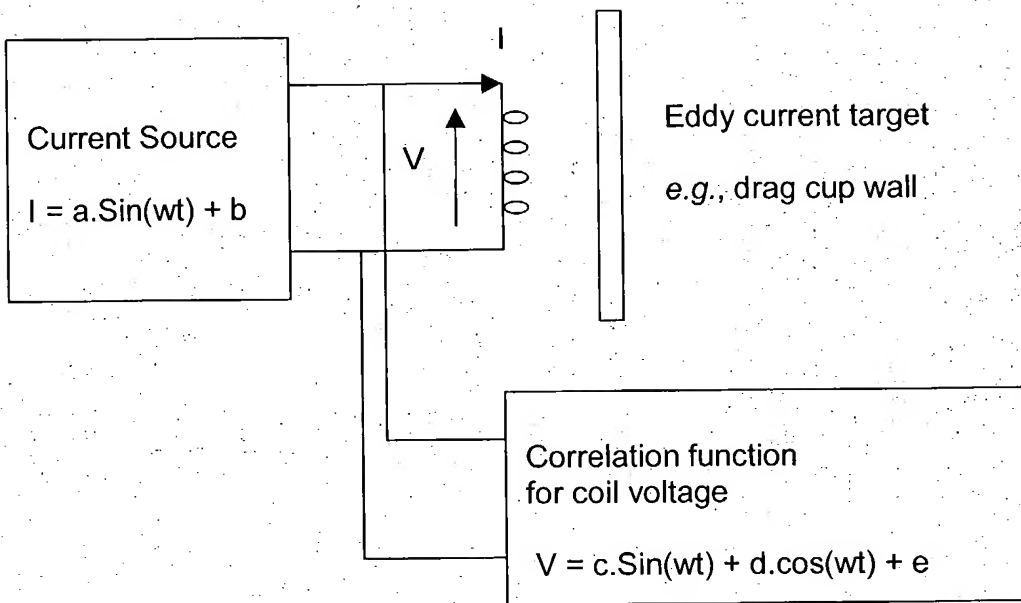 I
Current Source
I = a.Sin(wt) + b
V
Eddy current target
e.g., drag cup wall
Correlation function
for coil voltage
V = c.Sin(wt) + d.cos(wt) + e